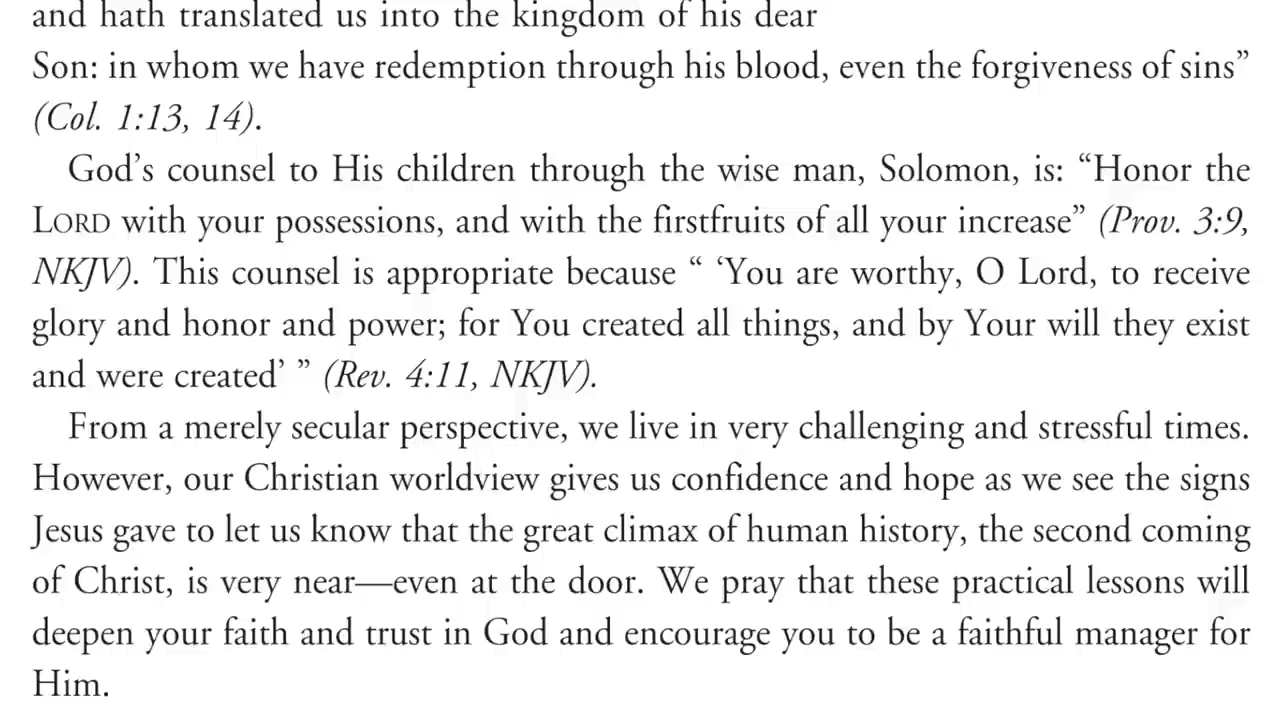 and hath translated us into the kingdom of his dear
Son: in whom we have redemption through his blood, even the forgiveness of sins”
(Col. 1:13, 14).
God’s counsel to His children through the wise man, Solomon, is: “Honor the
LORD with your possessions, and with the firstfruits of all your increase” (Prov. 3:9,
NKJV). This counsel is appropriate because “ ‘You are worthy, O Lord, to receive
glory and honor and power; for You created all things, and by Your will they exist
and were created’ ” (Rev. 4:11, NKJV).
From a merely secular perspective, we live in very challenging and stressful times.
However, our Christian worldview gives us confidence and hope as we see the signs
Jesus gave to let us know that the great climax of human history, the second coming
of Christ, is very near—even at the door. We pray that these practical lessons will
deepen your faith and trust in God and encourage you to be a faithful manager for
Him.